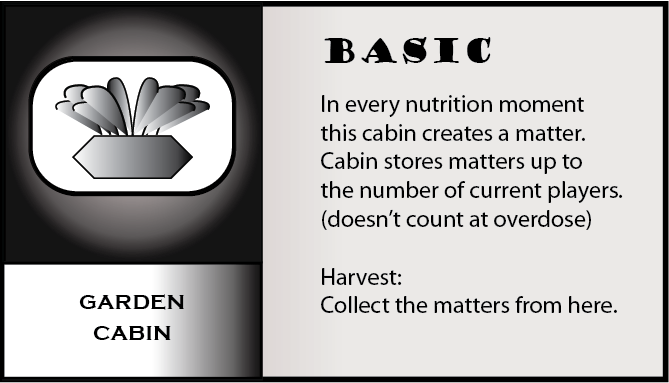 BASIC
In every nutrition moment
this cabin creates a matter.
Cabin stores matters up to
the number of current players.
(doesn't count at overdose)
Harvest:
Collect the matters from here.
GARDEN
CABIN